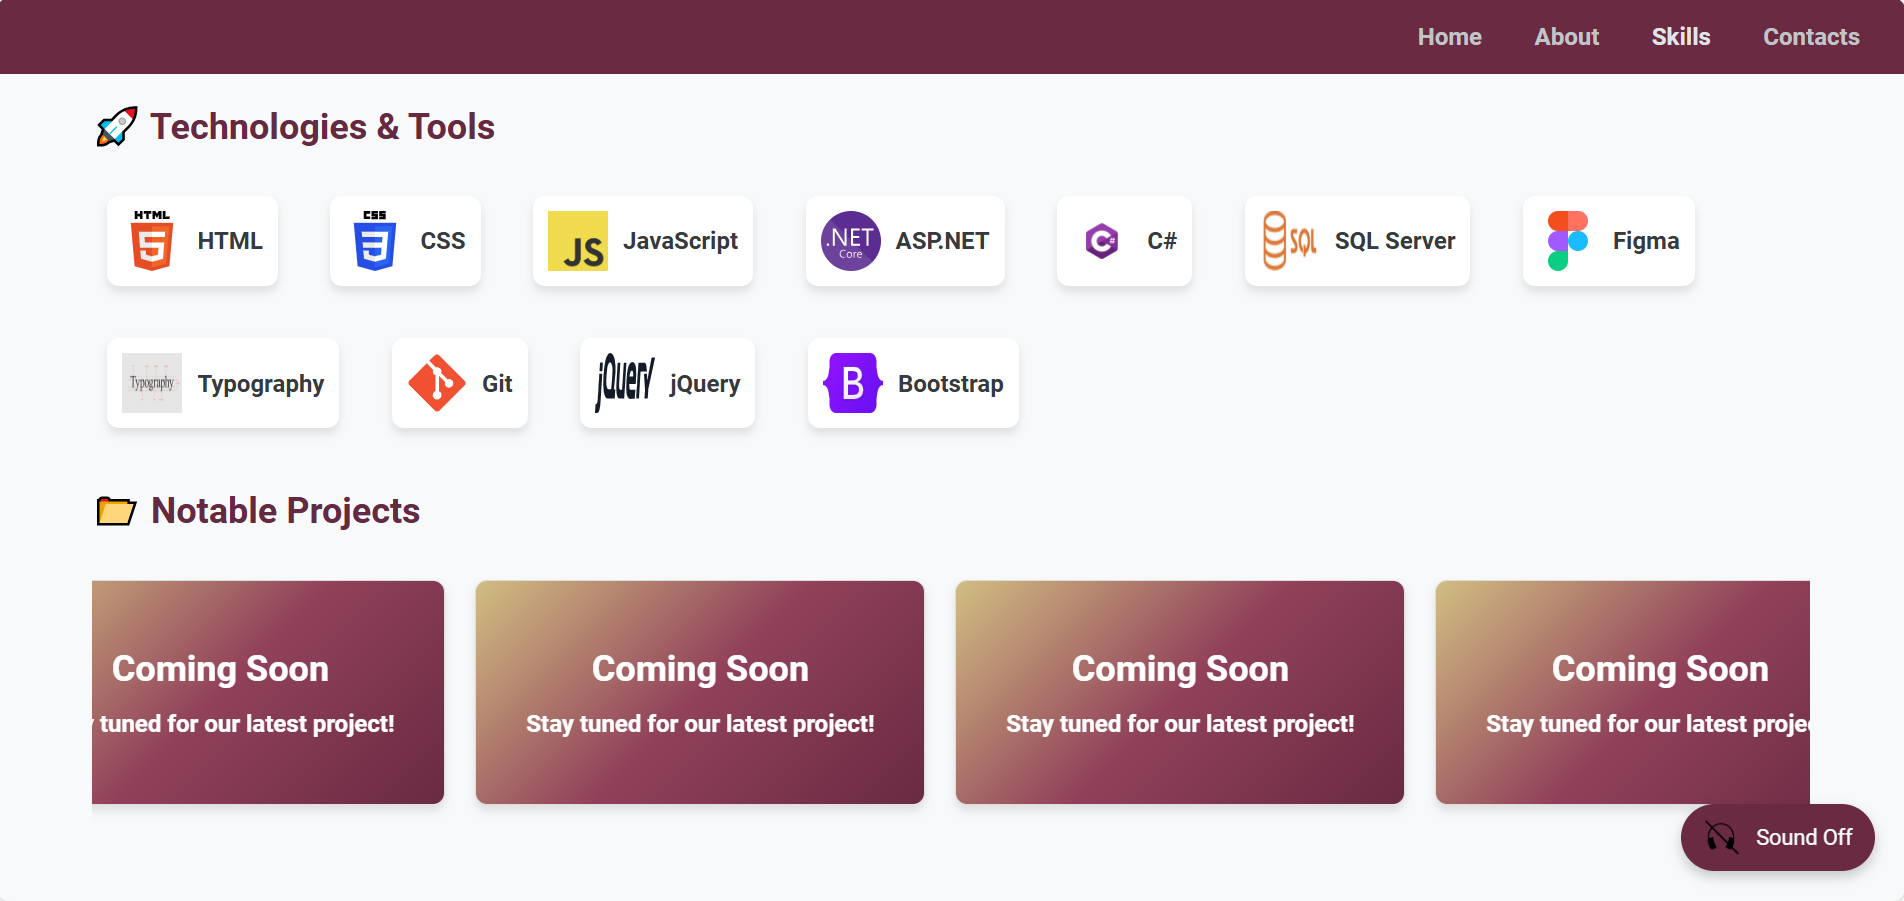 Home About Skills Contacts
Technologies & Tools
HTML HTML
CSS CSS
JS JavaScript
.NET Core ASP.NET
C# C#
SQL SQL Server
Figma
Typography Typography
Git
jQuery jQuery
B Bootstrap
Notable Projects
Coming Soon
tuned for our latest project!
Coming Soon
Stay tuned for our latest project!
Coming Soon
Stay tuned for our latest project!
Coming Soon
Stay tuned for our latest proje
Sound Off